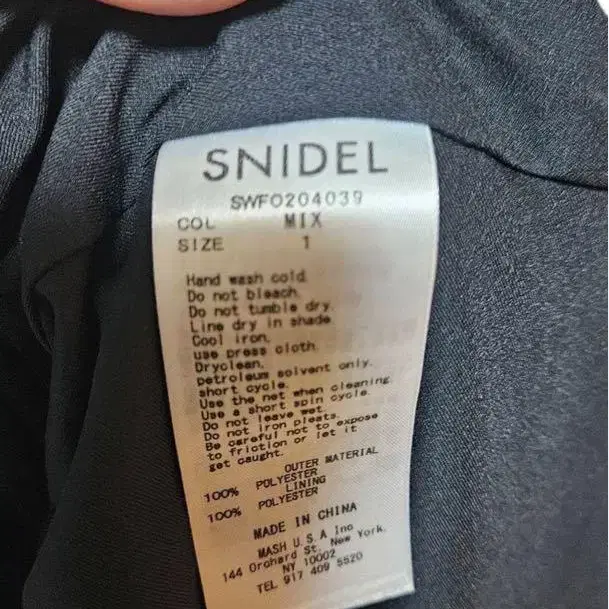 SNIDEL
SWFO204039
COL MIX
SIZE 1
Hand wash cold.
Do not bleach.
Do not tumble dry.
Line dry in shade.
Cool iron,
use press cloth.
Dryclean,
petroleum solvent only.
short cycle.
Use the net when cleaning.
Use a short spin cycle.
Do not leave wet.
Do not iron pleats.
Be careful not to expose
to friction or let it
get caught.
OUTER MATERIAL
100% POLYESTER
LINING
100% POLYESTER
MADE IN CHINA
MASH U.S.A Inc
144 Orchard St, New York,
NY 10002
TEL 917 409 5520